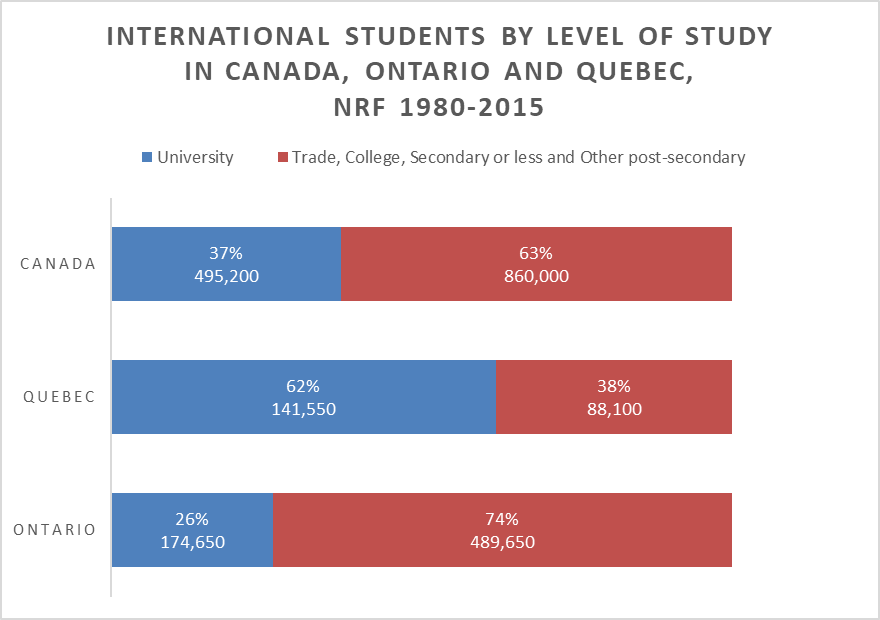 INTERNATIONAL STUDENTS BY LEVEL OF STUDY
IN CANADA, ONTARIO AND QUEBEC,
NRF 1980-2015
University
Trade, College, Secondary or less and Other post-secondary
CANADA
37%
495,200
63%
860,000
QUEBEC
62%
141,550
38%
88,100
ONTARIO
26%
174,650
74%
489,650